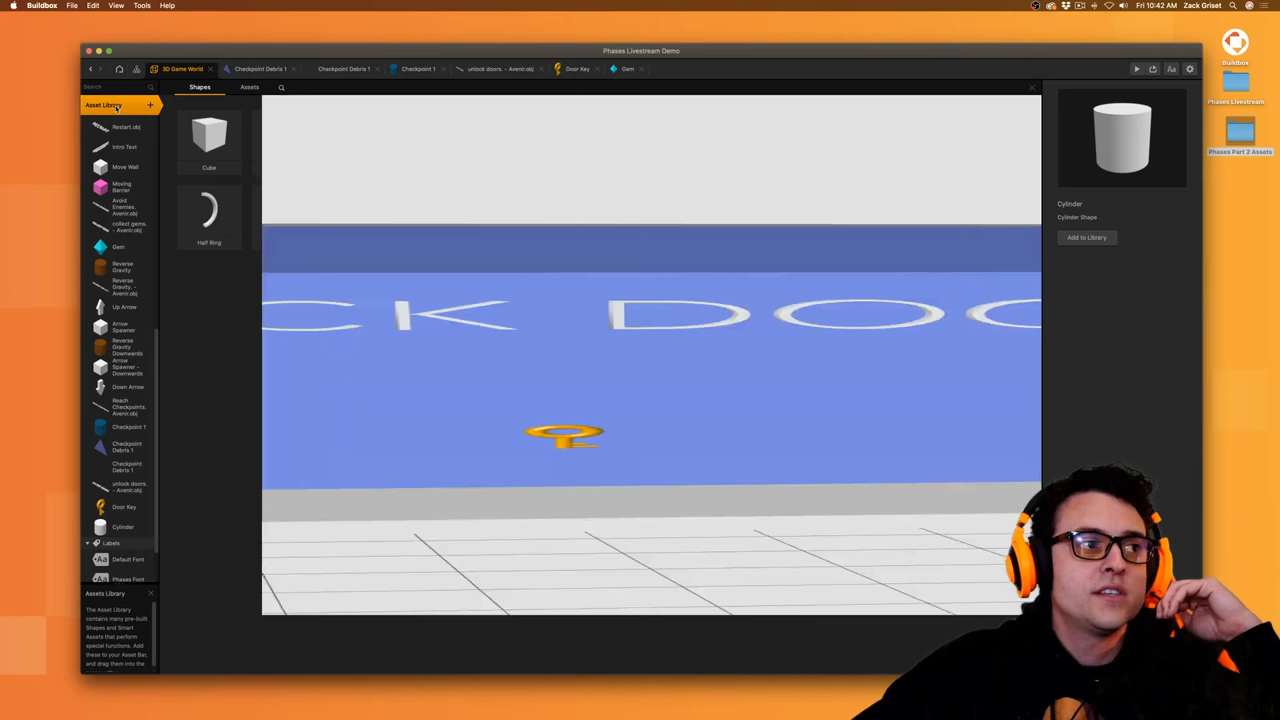 Buildbox File Edit View Tools Help
Fri 10:42 AM Zack Griset
Phases Livestream Demo
3D Game World Checkpoint Debris 1 Checkpoint Debris 1 Checkpoint 1 unlock doors. - Avenir.obj Door Key Gem
Aa
Search
Shapes Assets
Asset Library +
Restart.obj
Intro Text
Move Wall
Moving
Barrier
Avoid
Enemies.
Avenir.obj
collect gems.
- Avenir.obj
Gem
Reverse
Gravity
Reverse
Gravity. -
Avenir.obj
Up Arrow
Arrow
Spawner
Reverse
Gravity
Downwards
Arrow
Spawner -
Downwards
Down Arrow
Reach
Checkpoints.
Avenir.obj
Checkpoint 1
Checkpoint
Debris 1
Checkpoint
Debris 1
unlock doors.
- Avenir.obj
Door Key
Cylinder
Labels
Aa Default Font
Aa Phases Font
Assets Library
The Asset Library
contains many pre-built
Shapes and Smart
Assets that perform
special functions. Add
these to your Asset Bar,
and drag them into the
Cube
Half Ring
CK DOO
Cylinder
Cylinder Shape
Add to Library
Buildbox
Phases Livestream
Phases Part 2 Assets